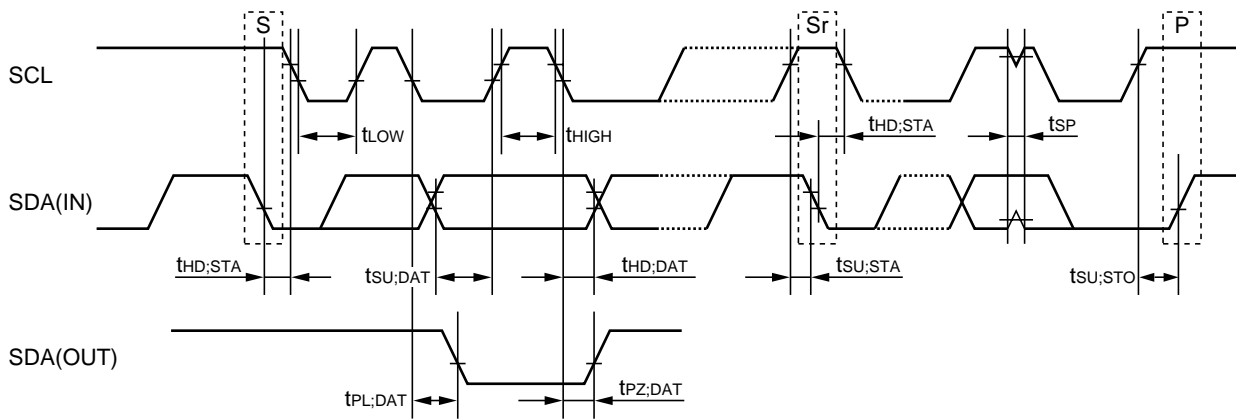 S Sr P
SCL
tLOW tHIGH tHD;STA tSP
SDA(IN)
tHD;STA tSU;DAT tHD;DAT tSU;STA tSU;STO
SDA(OUT)
tPL;DAT tPZ;DAT